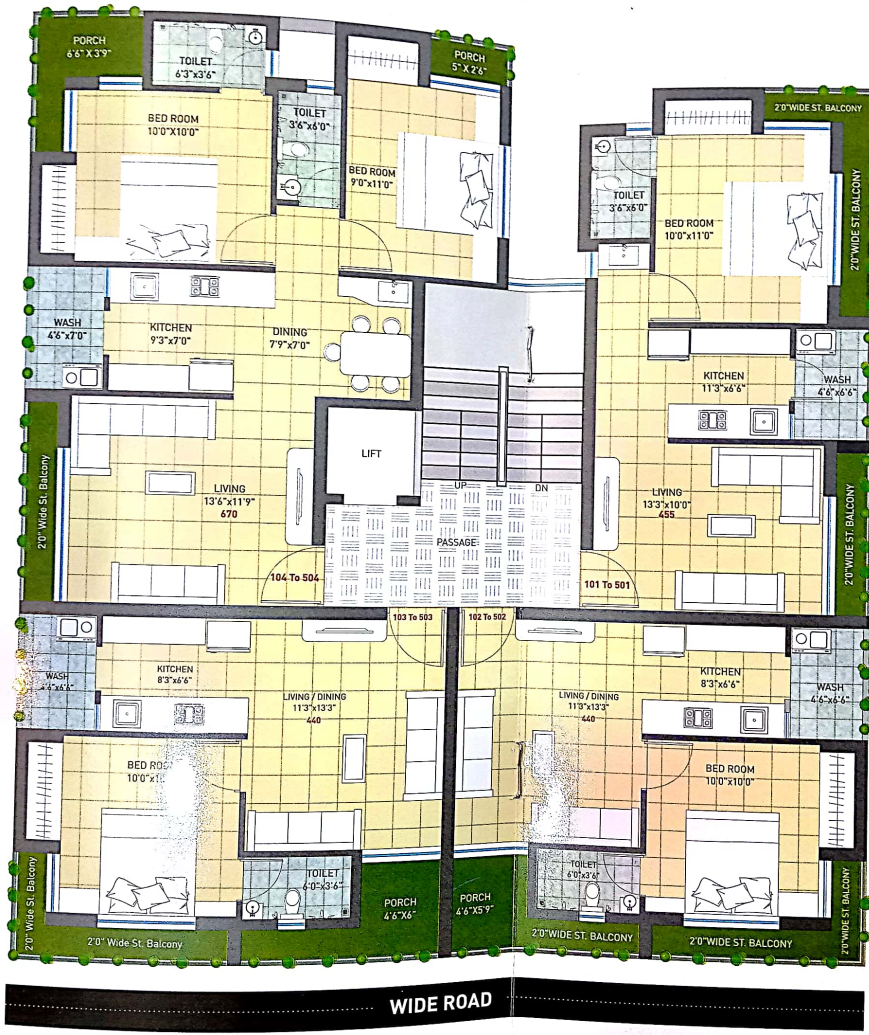 PORCH
6'6" X 3'9"
TOILET
6'3"x3'6"
PORCH
5' X 2'6"
BED ROOM
10'0"X10'0"
TOILET
3'6"x6'0"
BED ROOM
9'0"x11'0"
2'0"WIDE ST. BALCONY
TOILET
3'6"x6'0"
BED ROOM
10'0"x11'0"
2'0"WIDE ST. BALCONY
WASH
4'6"x7'0"
KITCHEN
9'3"x7'0"
DINING
7'9"x7'0"
KITCHEN
11'3"x6'6"
WASH
4'6"x6'6"
LIFT
UP
DN
2'0" Wide St. Balcony
LIVING
13'6"x11'9"
670
PASSAGE
LIVING
13'3"x10'0"
455
2'0"WIDE ST. BALCONY
104 To 504
101 To 501
103 To 503
102 To 502
WASH
4'6"x6'6"
KITCHEN
8'3"x6'6"
LIVING / DINING
11'3"x13'3"
440
LIVING / DINING
11'3"x13'3"
440
KITCHEN
8'3"x6'6"
WASH
4'6"x6'6"
BED
10'0"x
BED ROOM
10'0"x10'0"
2'0" Wide St. Balcony
TOILET
6'0"x3'6"
PORCH
4'6"X6"
PORCH
4'6"X5'9"
TOILET
6'0"x3'6"
2'0"WIDE ST. BALCONY
2'0" Wide St. Balcony
2'0"WIDE ST. BALCONY
2'0"WIDE ST. BALCONY
WIDE ROAD